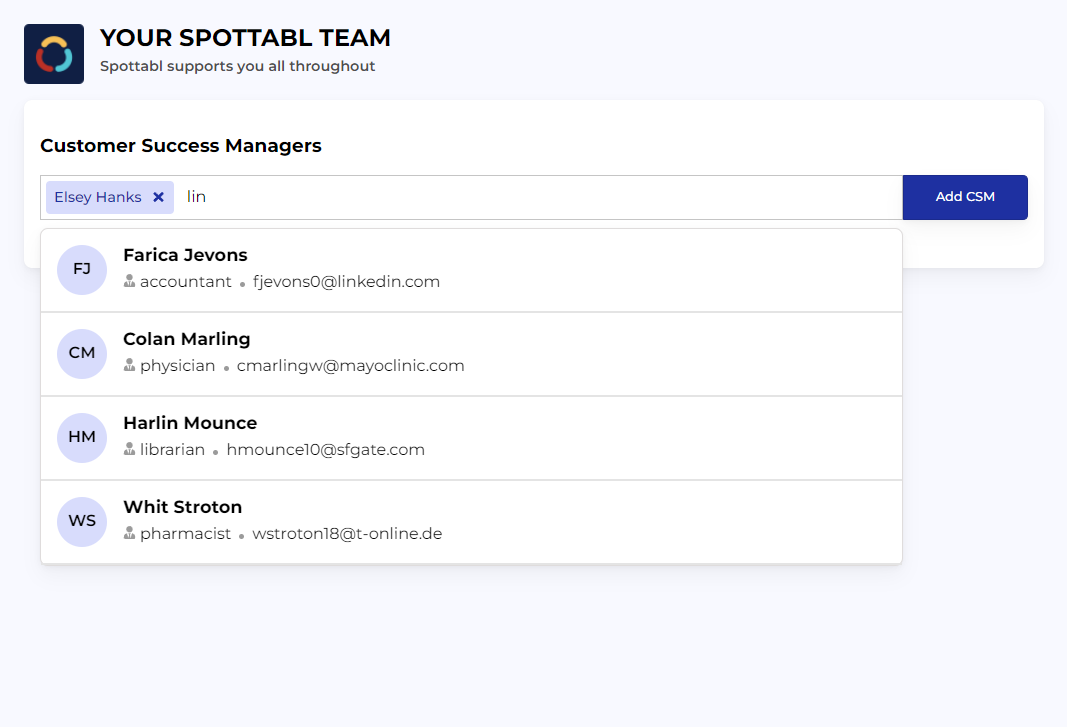 YOUR SPOTTABL TEAM
Spottabl supports you all throughout
Customer Success Managers
Elsey Hanks lin Add CSM
FJ Farica Jevons
accountant • fjevons0@linkedin.com
CM Colan Marling
physician • cmarlingw@mayoclinic.com
HM Harlin Mounce
librarian • hmounce10@sfgate.com
WS Whit Stroton
pharmacist • wstroton18@t-online.de